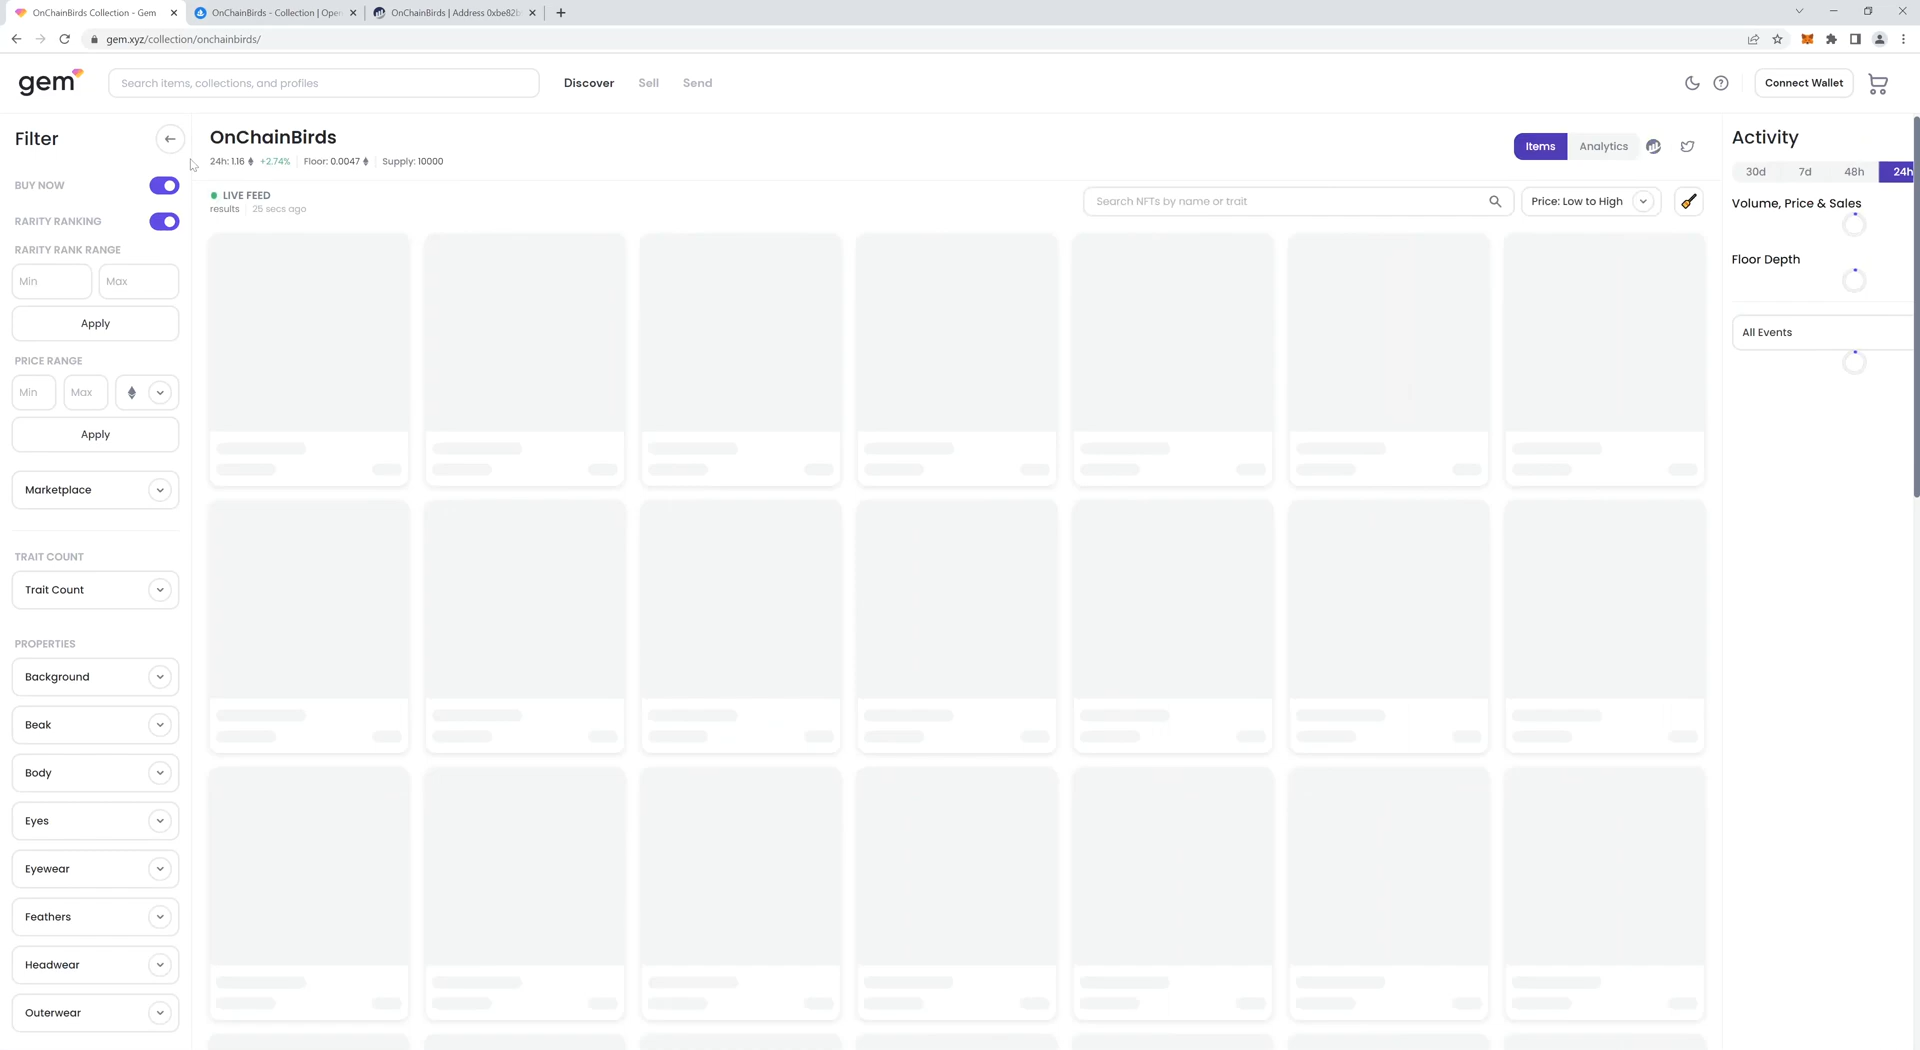 OnChainBirds Collection - Gem
OnChainBirds - Collection | Open
OnChainBirds | Address 0xbe82b
gem.xyz/collection/onchainbirds/
gem
Search items, collections, and profiles
Discover
Sell
Send
Connect Wallet
Filter
OnChainBirds
24h: 1.16 +2.74%
Floor: 0.0047
Supply: 10000
Items
Analytics
Activity
30d
7d
48h
24h
BUY NOW
LIVE FEED
results
25 secs ago
Search NFTs by name or trait
Price: Low to High
Volume, Price & Sales
RARITY RANKING
RARITY RANK RANGE
Min
Max
Apply
Floor Depth
All Events
PRICE RANGE
Min
Max
Apply
Marketplace
TRAIT COUNT
Trait Count
PROPERTIES
Background
Beak
Body
Eyes
Eyewear
Feathers
Headwear
Outerwear